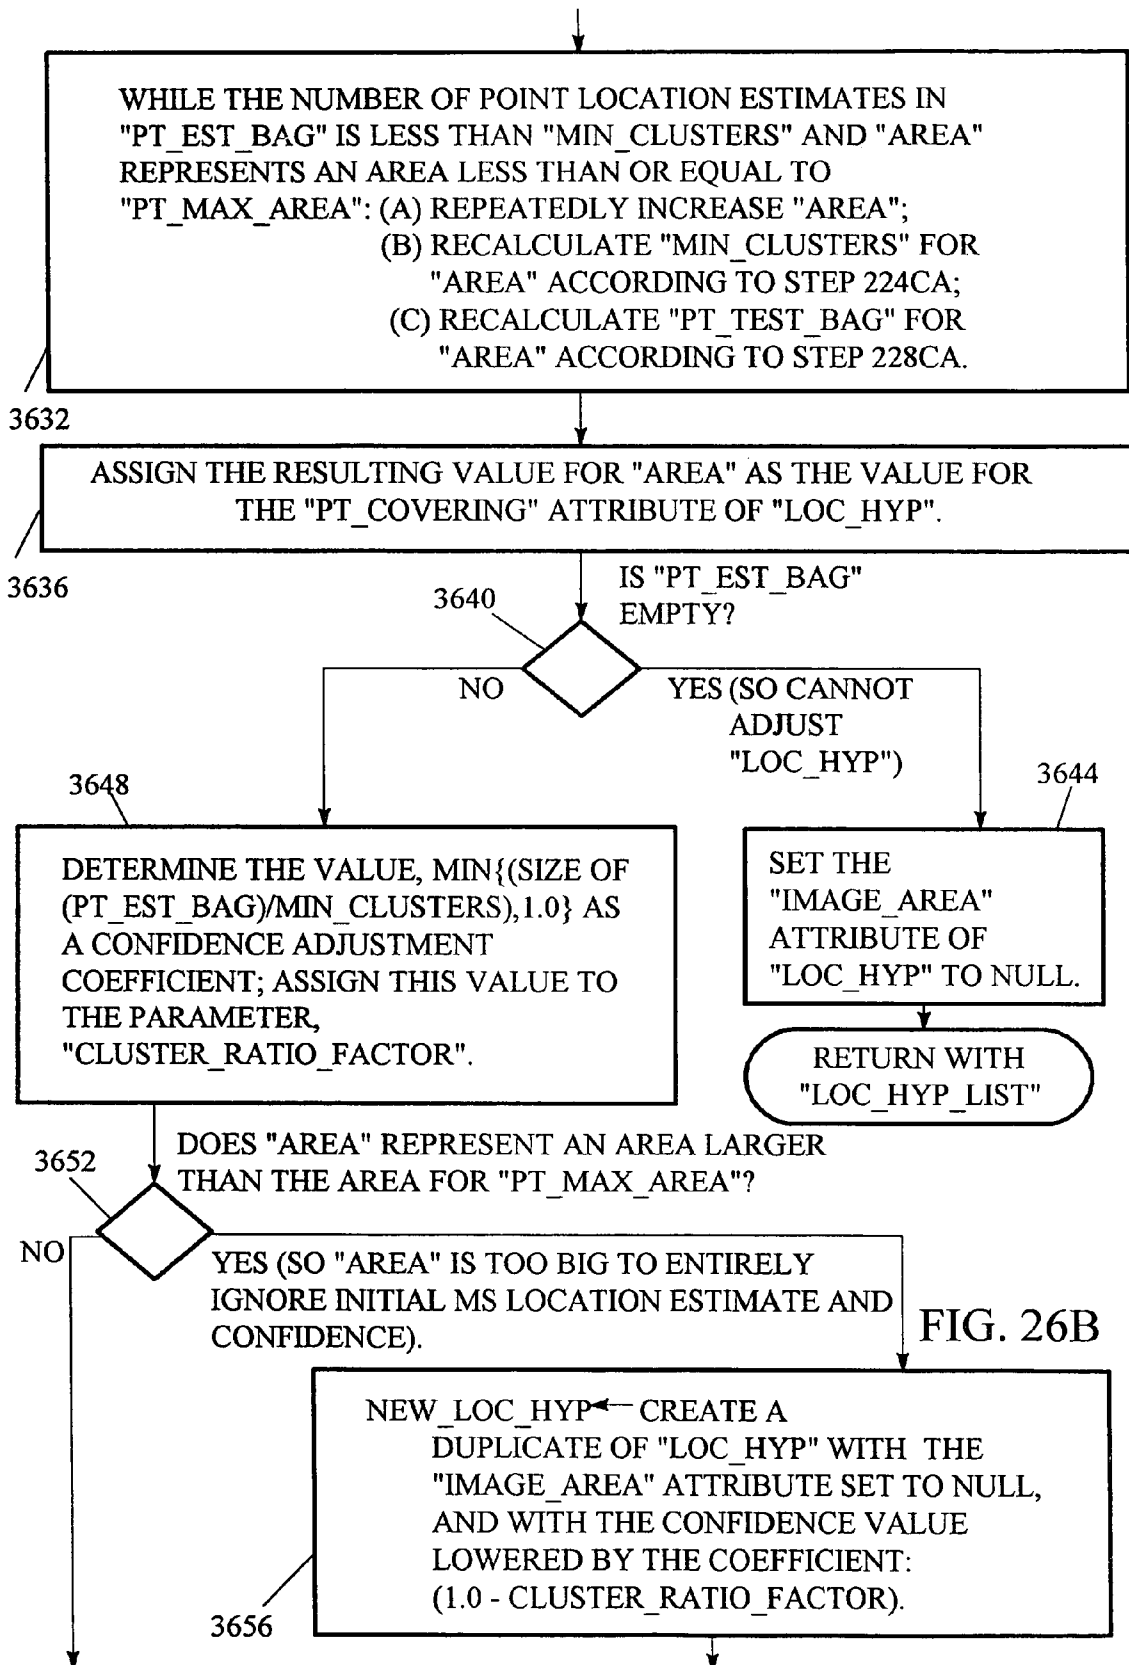 WHILE THE NUMBER OF POINT LOCATION ESTIMATES IN
"PT_EST_BAG" IS LESS THAN "MIN_CLUSTERS" AND "AREA"
REPRESENTS AN AREA LESS THAN OR EQUAL TO
"PT_MAX_AREA": (A) REPEATEDLY INCREASE "AREA";
(B) RECALCULATE "MIN_CLUSTERS" FOR
"AREA" ACCORDING TO STEP 224CA;
(C) RECALCULATE "PT_TEST_BAG" FOR
"AREA" ACCORDING TO STEP 228CA.
3632
ASSIGN THE RESULTING VALUE FOR "AREA" AS THE VALUE FOR
THE "PT_COVERING" ATTRIBUTE OF "LOC_HYP".
3636
IS "PT_EST_BAG"
EMPTY?
3640
NO
YES (SO CANNOT
ADJUST
"LOC_HYP")
3648
3644
DETERMINE THE VALUE, MIN{(SIZE OF
(PT_EST_BAG)/MIN_CLUSTERS),1.0} AS
A CONFIDENCE ADJUSTMENT
COEFFICIENT; ASSIGN THIS VALUE TO
THE PARAMETER,
"CLUSTER_RATIO_FACTOR".
SET THE
"IMAGE_AREA"
ATTRIBUTE OF
"LOC_HYP" TO NULL.
RETURN WITH
"LOC_HYP_LIST"
DOES "AREA" REPRESENT AN AREA LARGER
THAN THE AREA FOR "PT_MAX_AREA"?
3652
NO
YES (SO "AREA" IS TOO BIG TO ENTIRELY
IGNORE INITIAL MS LOCATION ESTIMATE AND
CONFIDENCE).
FIG. 26B
NEW_LOC_HYP ← CREATE A
DUPLICATE OF "LOC_HYP" WITH THE
"IMAGE_AREA" ATTRIBUTE SET TO NULL,
AND WITH THE CONFIDENCE VALUE
LOWERED BY THE COEFFICIENT:
(1.0 - CLUSTER_RATIO_FACTOR).
3656